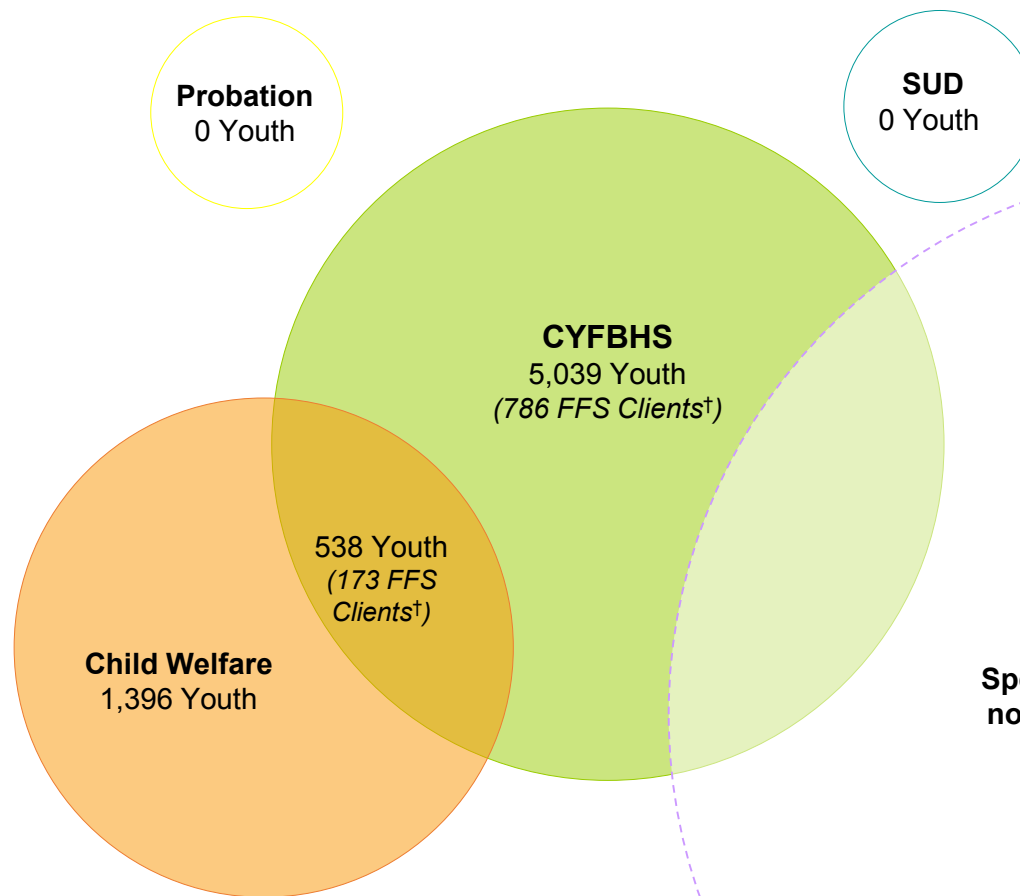 Probation
0 Youth
SUD
0 Youth
CYFBHS
5,039 Youth
(786 FFS Clients†)
538 Youth
(173 FFS
Clients†)
Child Welfare
1,396 Youth